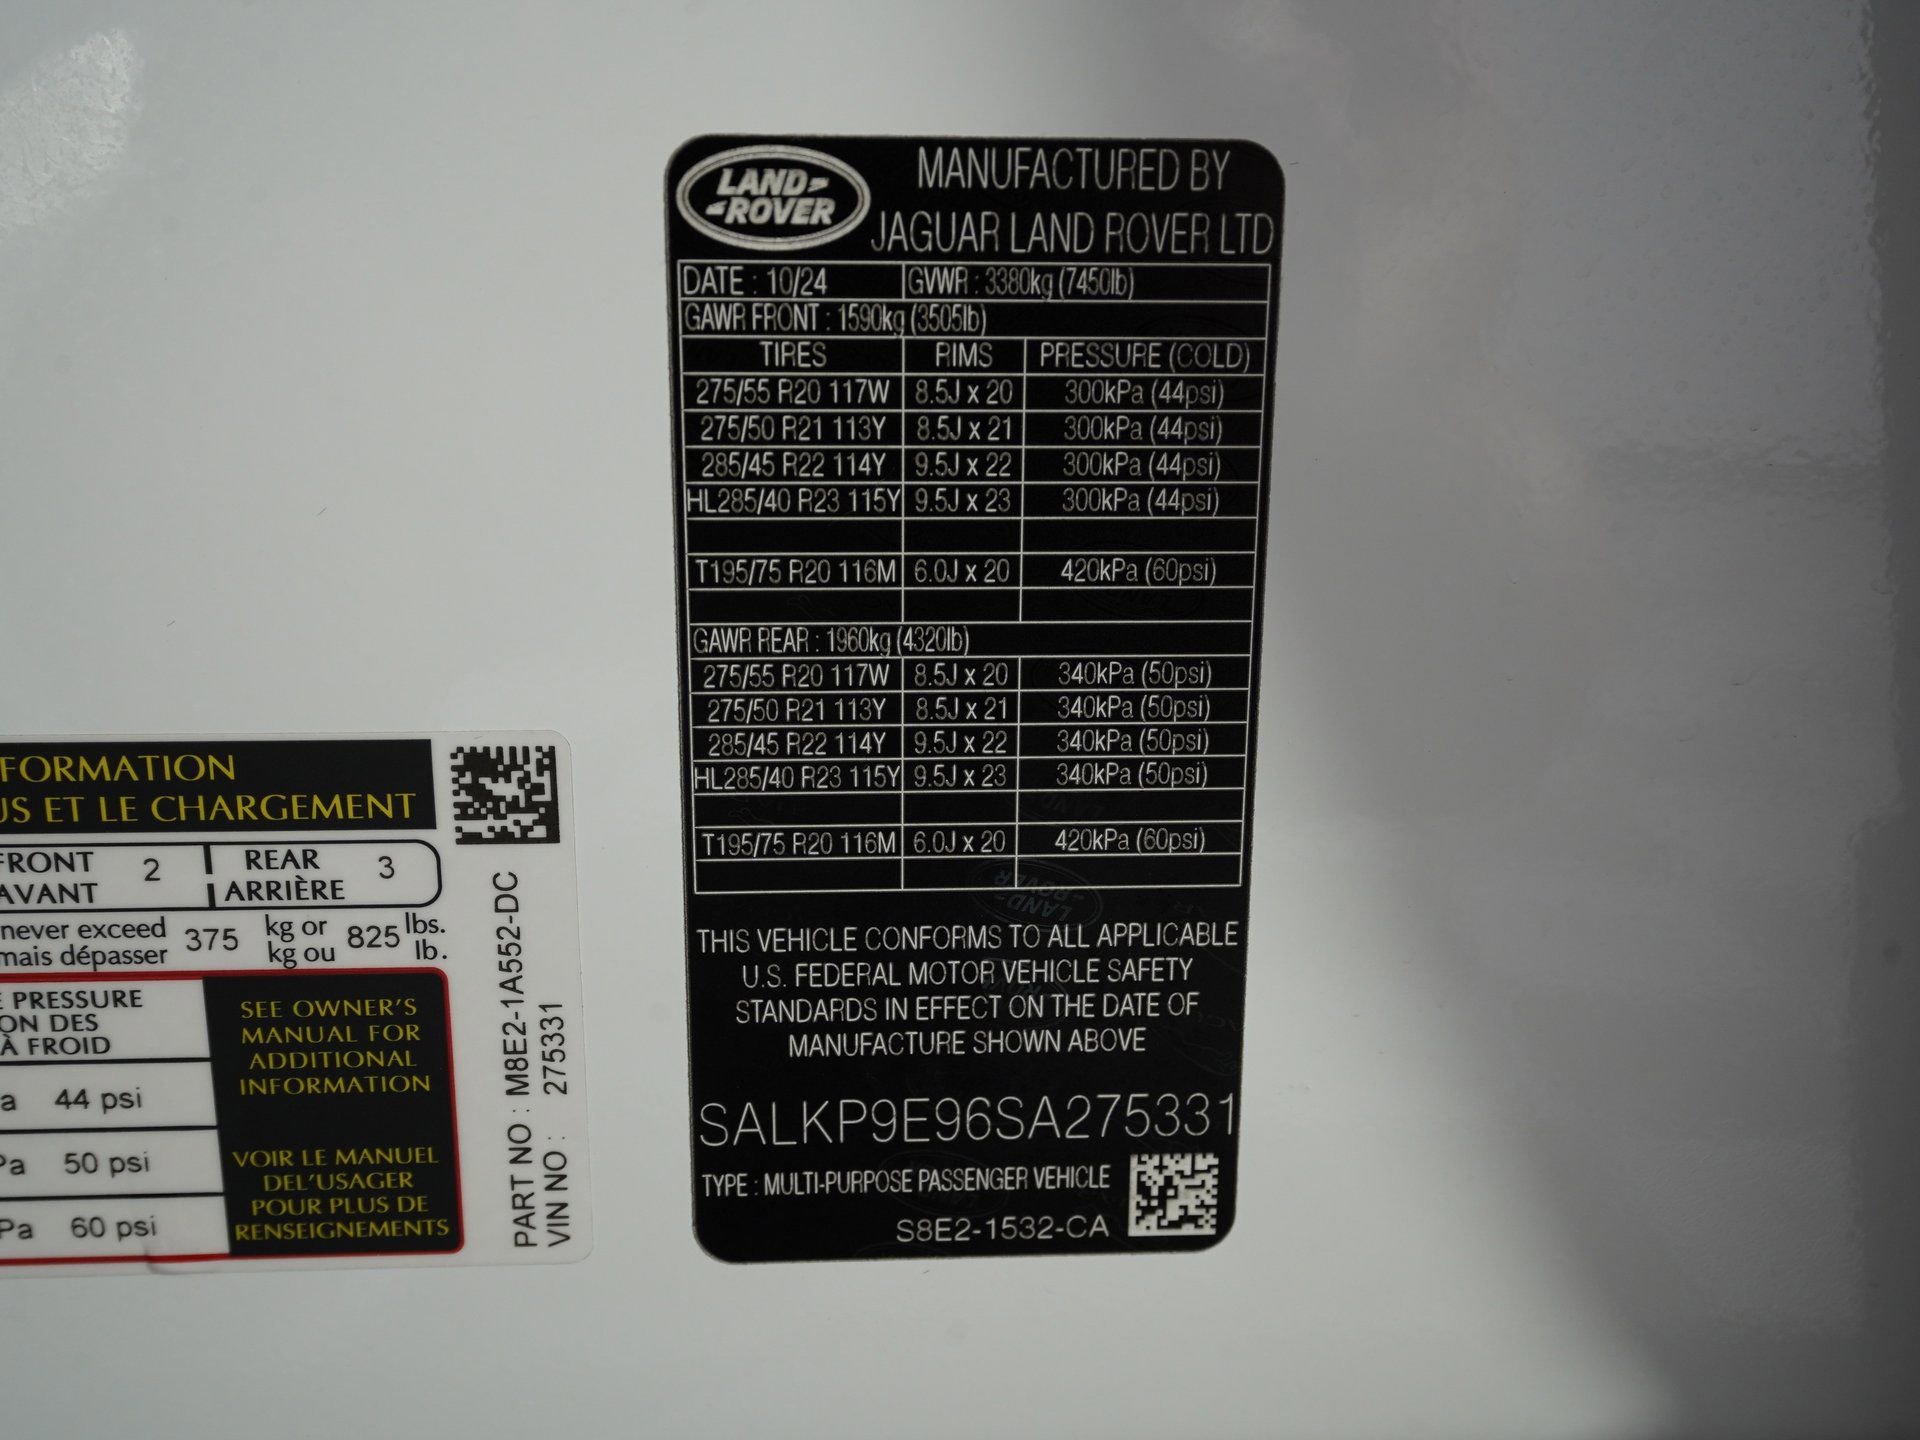 LAND-
-ROVER
MANUFACTURED BY
JAGUAR LAND ROVER LTD
DATE : 10/24 GVWR : 3380kg (7450lb)
GAWR FRONT : 1590kg (3505lb)
TIRES RIMS PRESSURE (COLD)
275/55 R20 117W 8.5J x 20 300kPa (44psi)
275/50 R21 113Y 8.5J x 21 300kPa (44psi)
285/45 R22 114Y 9.5J x 22 300kPa (44psi)
HL285/40 R23 115Y 9.5J x 23 300kPa (44psi)
T195/75 R20 116M 6.0J x 20 420kPa (60psi)
GAWR REAR : 1960kg (4320lb)
275/55 R20 117W 8.5J x 20 340kPa (50psi)
275/50 R21 113Y 8.5J x 21 340kPa (50psi)
285/45 R22 114Y 9.5J x 22 340kPa (50psi)
HL285/40 R23 115Y 9.5J x 23 340kPa (50psi)
T195/75 R20 116M 6.0J x 20 420kPa (60psi)
THIS VEHICLE CONFORMS TO ALL APPLICABLE
U.S. FEDERAL MOTOR VEHICLE SAFETY
STANDARDS IN EFFECT ON THE DATE OF
MANUFACTURE SHOWN ABOVE
SALKP9E96SA275331
TYPE : MULTI-PURPOSE PASSENGER VEHICLE
S8E2-1532-CA
FORMATION
US ET LE CHARGEMENT
FRONT 2 REAR 3
AVANT ARRIÈRE
never exceed 375 kg or 825 lbs.
mais dépasser kg ou lb.
E PRESSURE
ON DES
À FROID
a 44 psi
Pa 50 psi
Pa 60 psi
SEE OWNER'S
MANUAL FOR
ADDITIONAL
INFORMATION
VOIR LE MANUEL
DEL'USAGER
POUR PLUS DE
RENSEIGNEMENTS
PART NO : M8E2-1A552-DC
VIN NO : 275331